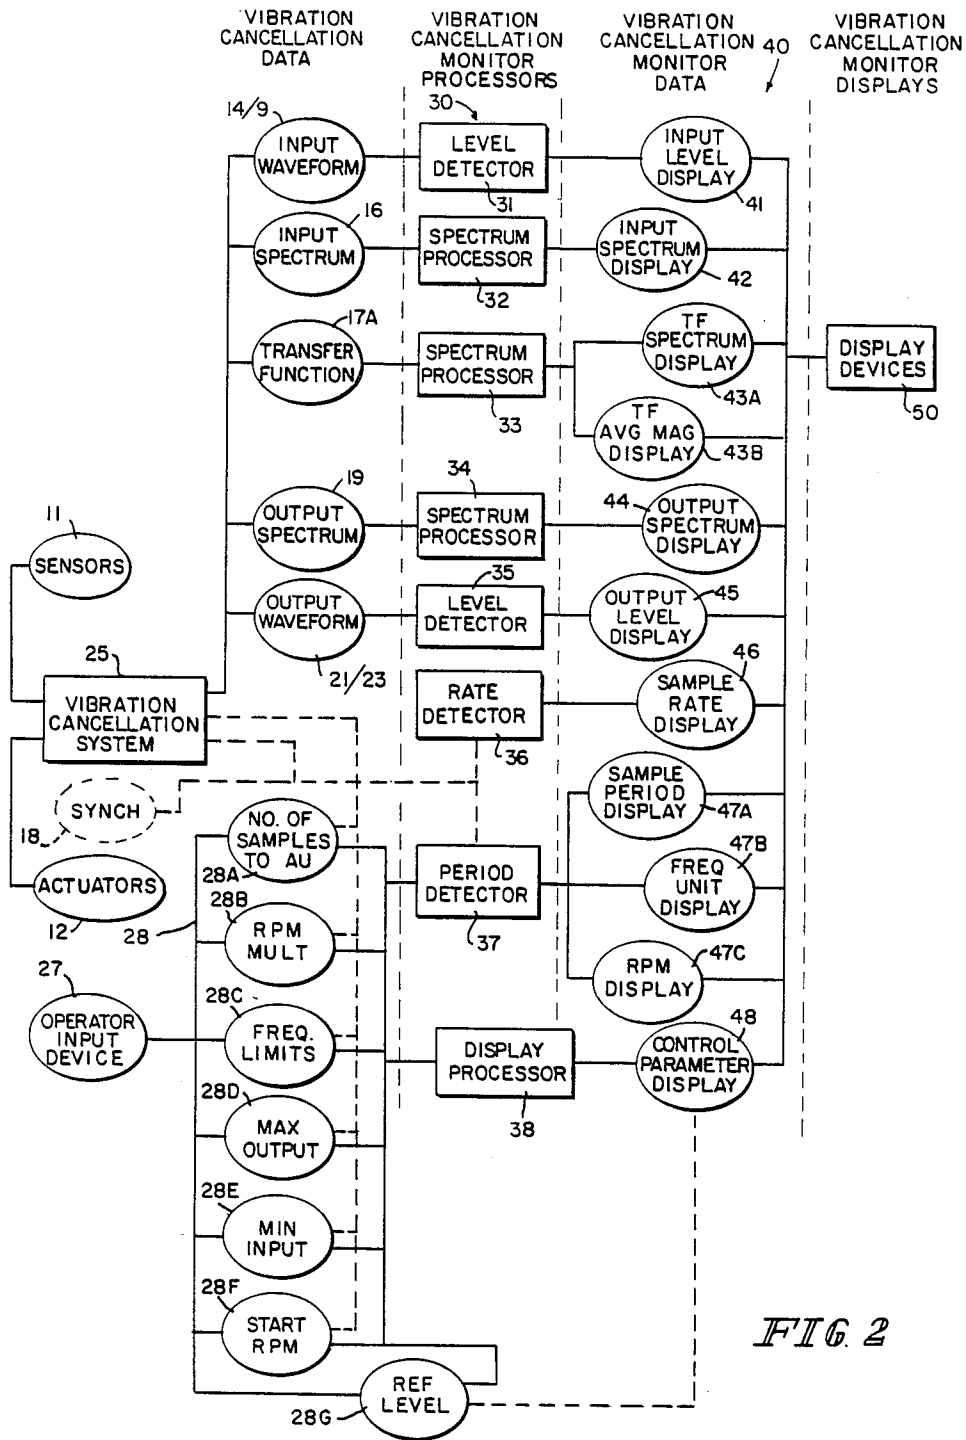 VIBRATION
CANCELLATION
DATA
VIBRATION
CANCELLATION
MONITOR
PROCESSORS
VIBRATION
CANCELLATION
MONITOR
DATA
VIBRATION
CANCELLATION
MONITOR
DISPLAYS
40
30
14/9
INPUT
WAVEFORM
LEVEL
DETECTOR
31
INPUT
LEVEL
DISPLAY
41
16
INPUT
SPECTRUM
SPECTRUM
PROCESSOR
32
INPUT
SPECTRUM
DISPLAY
42
17A
TRANSFER
FUNCTION
SPECTRUM
PROCESSOR
33
TF
SPECTRUM
DISPLAY
43A
DISPLAY
DEVICES
50
TF
AVG MAG
DISPLAY
43B
19
OUTPUT
SPECTRUM
34
SPECTRUM
PROCESSOR
44
OUTPUT
SPECTRUM
DISPLAY
11
SENSORS
OUTPUT
WAVEFORM
21/23
35
LEVEL
DETECTOR
OUTPUT
LEVEL
DISPLAY
45
25
VIBRATION
CANCELLATION
SYSTEM
RATE
DETECTOR
36
SAMPLE
RATE
DISPLAY
46
SYNCH
18
SAMPLE
PERIOD
DISPLAY
47A
NO. OF
SAMPLES
TO AU
28A
ACTUATORS
12
28
PERIOD
DETECTOR
37
47B
FREQ
UNIT
DISPLAY
28B
RPM
MULT
RPM
DISPLAY
47C
27
OPERATOR
INPUT
DEVICE
28C
FREQ.
LIMITS
DISPLAY
PROCESSOR
38
48
CONTROL
PARAMETER
DISPLAY
28D
MAX
OUTPUT
28E
MIN
INPUT
28F
START
RPM
REF
LEVEL
28G
FIG. 2